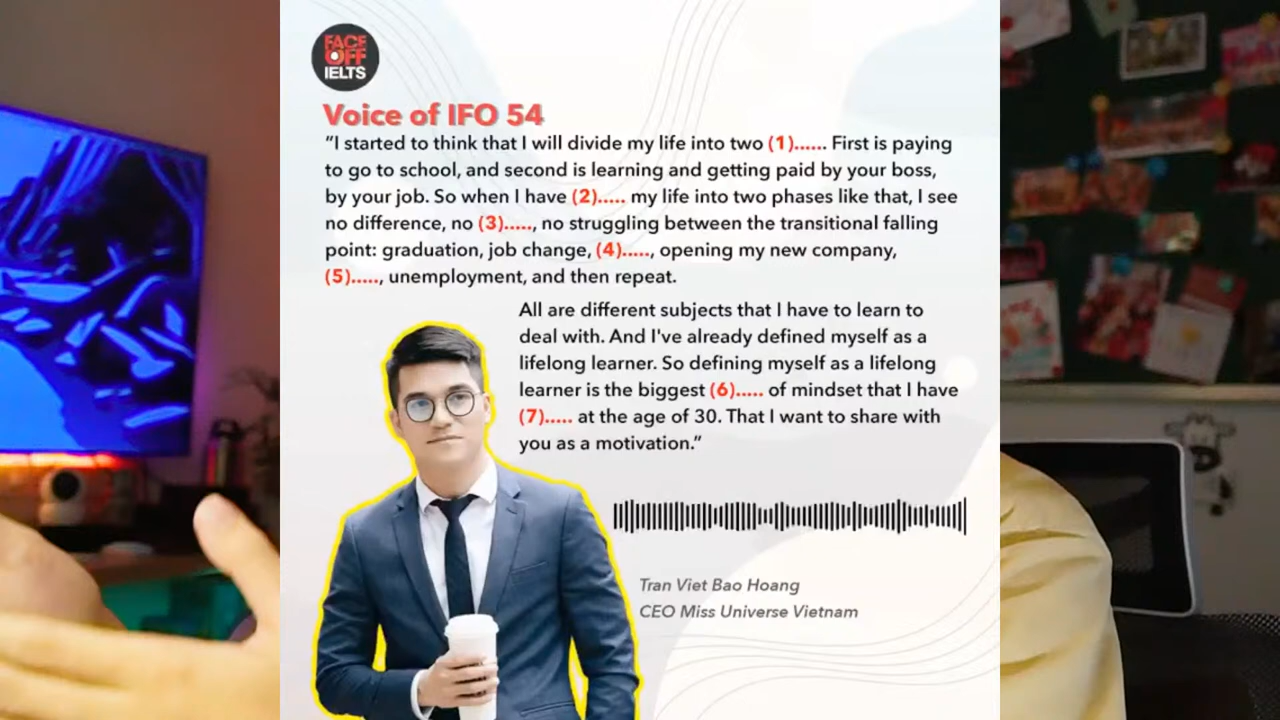 FACE
OFF
IELTS
Voice of IFO 54
“I started to think that I will divide my life into two (1)...... First is paying
to go to school, and second is learning and getting paid by your boss,
by your job. So when I have (2)..... my life into two phases like that, I see
no difference, no (3)....., no struggling between the transitional falling
point: graduation, job change, (4)....., opening my new company,
(5)....., unemployment, and then repeat.
All are different subjects that I have to learn to
deal with. And I've already defined myself as a
lifelong learner. So defining myself as a lifelong
learner is the biggest (6)..... of mindset that I have
(7)..... at the age of 30. That I want to share with
you as a motivation.”
Tran Viet Bao Hoang
CEO Miss Universe Vietnam